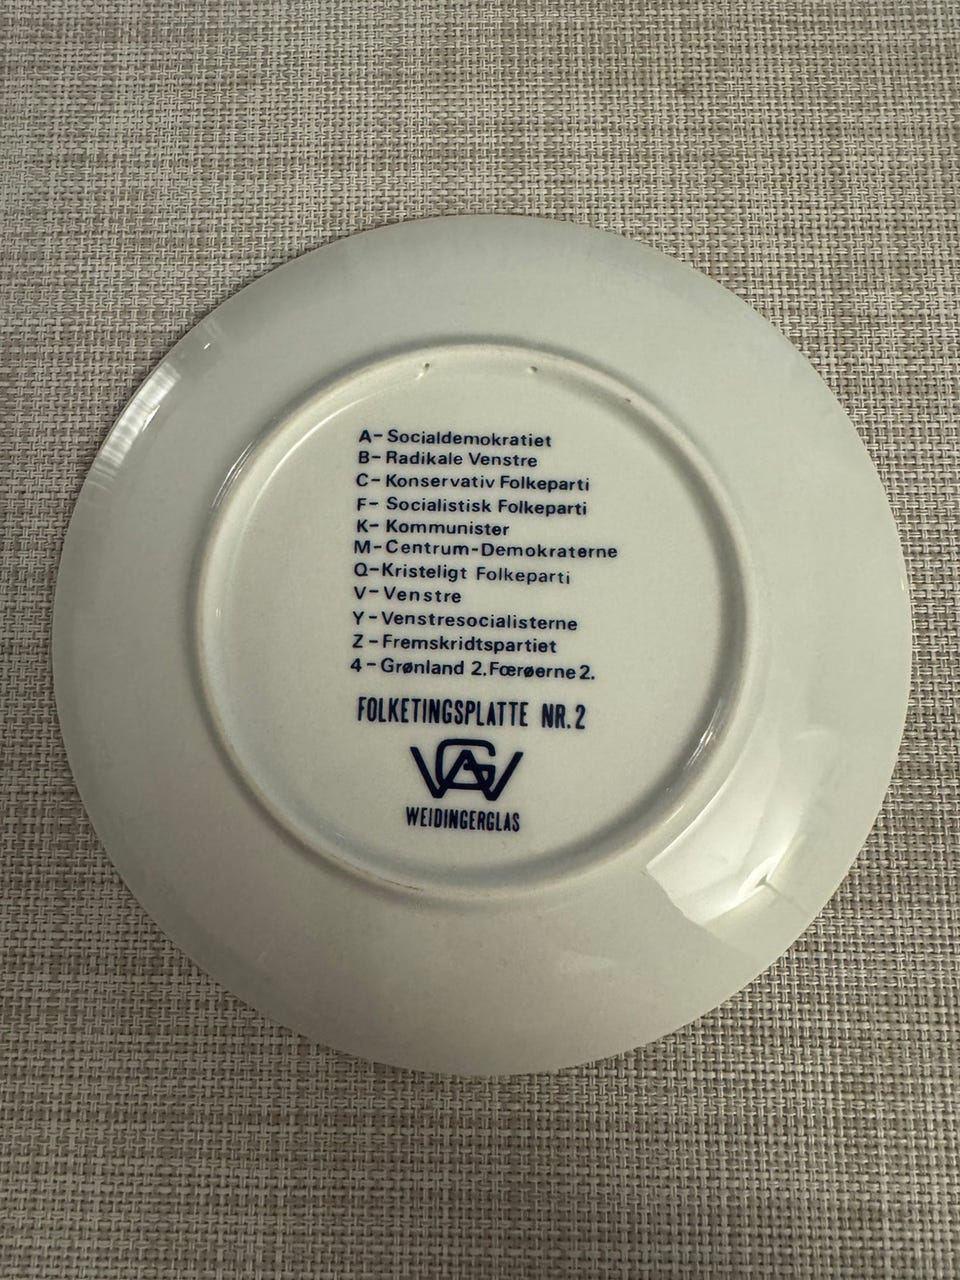 A-Socialdemokratiet
B-Radikale Venstre
C-Konservativ Folkeparti
F-Socialistisk Folkeparti
K-Kommunister
M-Centrum-Demokraterne
Q-Kristeligt Folkeparti
V-Venstre
Y-Venstresocialisterne
Z-Fremskridtspartiet
4-Grønland 2.Færøerne 2.
FOLKETINGSPLATTE NR.2
WGA
WEIDINGERGLAS